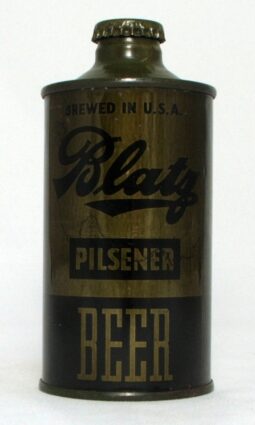 BREWED IN U.S.A.
Blatz
PILSENER
BEER